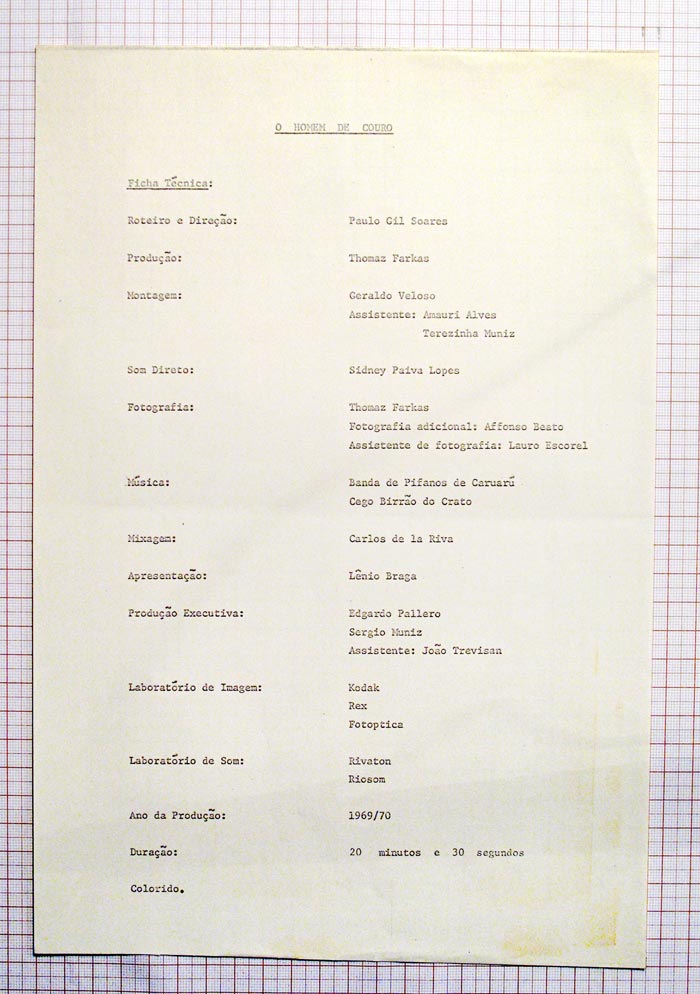 O HOMEM DE COURO
Ficha Técnica:
Roteiro e Direção: Paulo Gil Soares
Produção: Thomaz Farkas
Montagem: Geraldo Veloso
Assistente: Amauri Alves
Terezinha Muniz
Som Direto: Sidney Paiva Lopes
Fotografia: Thomaz Farkas
Fotografia adicional: Affonso Beato
Assistente de fotografia: Lauro Escorel
Música: Banda de Pifanos de Caruarú
Cego Birrão do Crato
Mixagem: Carlos de la Riva
Apresentação: Lênio Braga
Produção Executiva: Edgardo Pallero
Sergio Muniz
Assistente: João Trevisan
Laboratório de Imagem: Kodak
Rex
Fotoptica
Laboratório de Som: Rivaton
Riosom
Ano da Produção: 1969/70
Duração: 20 minutos e 30 segundos
Colorido.